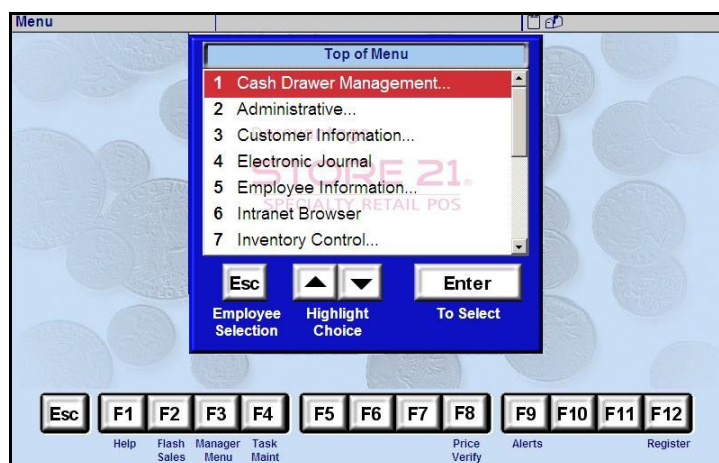 Menu
Top of Menu
1 Cash Drawer Management...
2 Administrative...
3 Customer Information...
4 Electronic Journal
5 Employee Information...
6 Intranet Browser
7 Inventory Control...
STORE 21
SPECIALTY RETAIL POS
Esc
Enter
Employee Selection
Highlight Choice
To Select
Esc F1 F2 F3 F4 F5 F6 F7 F8 F9 F10 F11 F12
Help
Flash Sales
Manager Menu
Task Maint
Price Verify
Alerts
Register